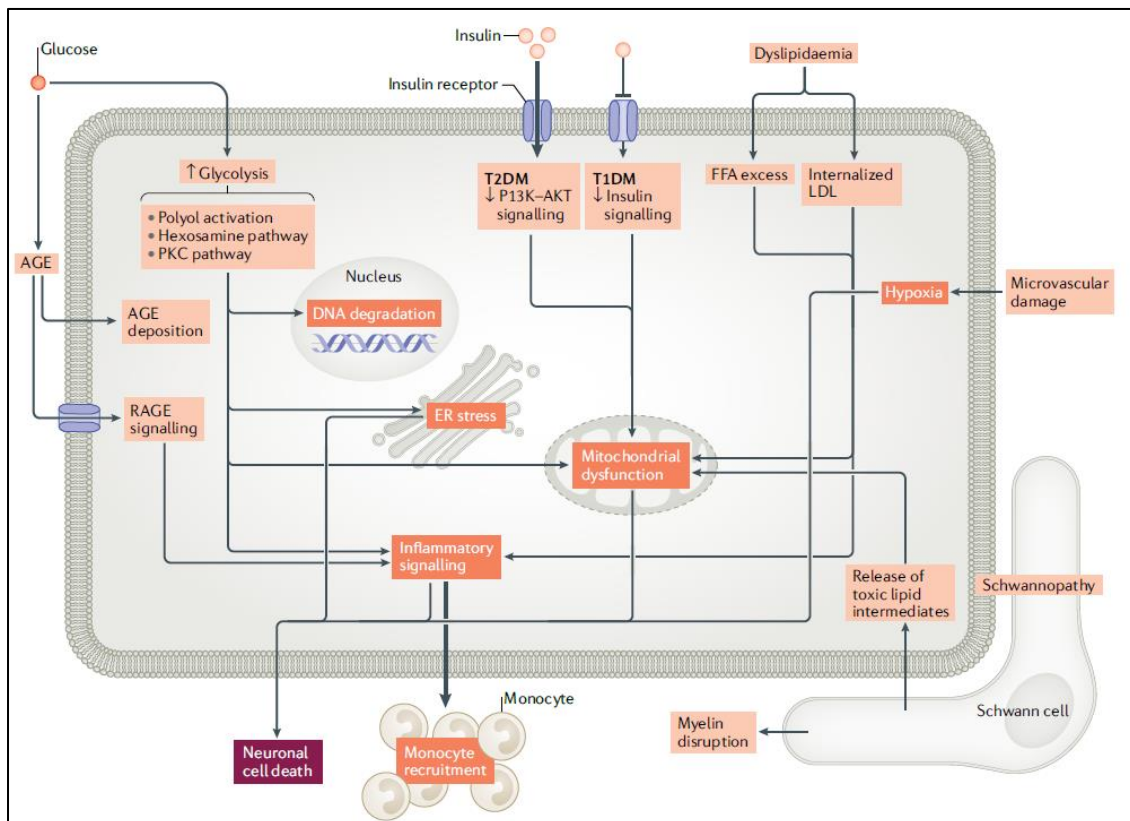 Glucose
Insulin
Insulin receptor
Dyslipidaemia
↑ Glycolysis
• Polyol activation
• Hexosamine pathway
• PKC pathway
T2DM
↓ P13K–AKT
signalling
T1DM
↓ Insulin
signalling
FFA excess
Internalized
LDL
AGE
Nucleus
DNA degradation
AGE
deposition
Hypoxia
Microvascular
damage
RAGE
signalling
ER stress
Mitochondrial
dysfunction
Inflammatory
signalling
Release of
toxic lipid
intermediates
Schwannopathy
Monocyte
Schwann cell
Myelin
disruption
Neuronal
cell death
Monocyte
recruitment